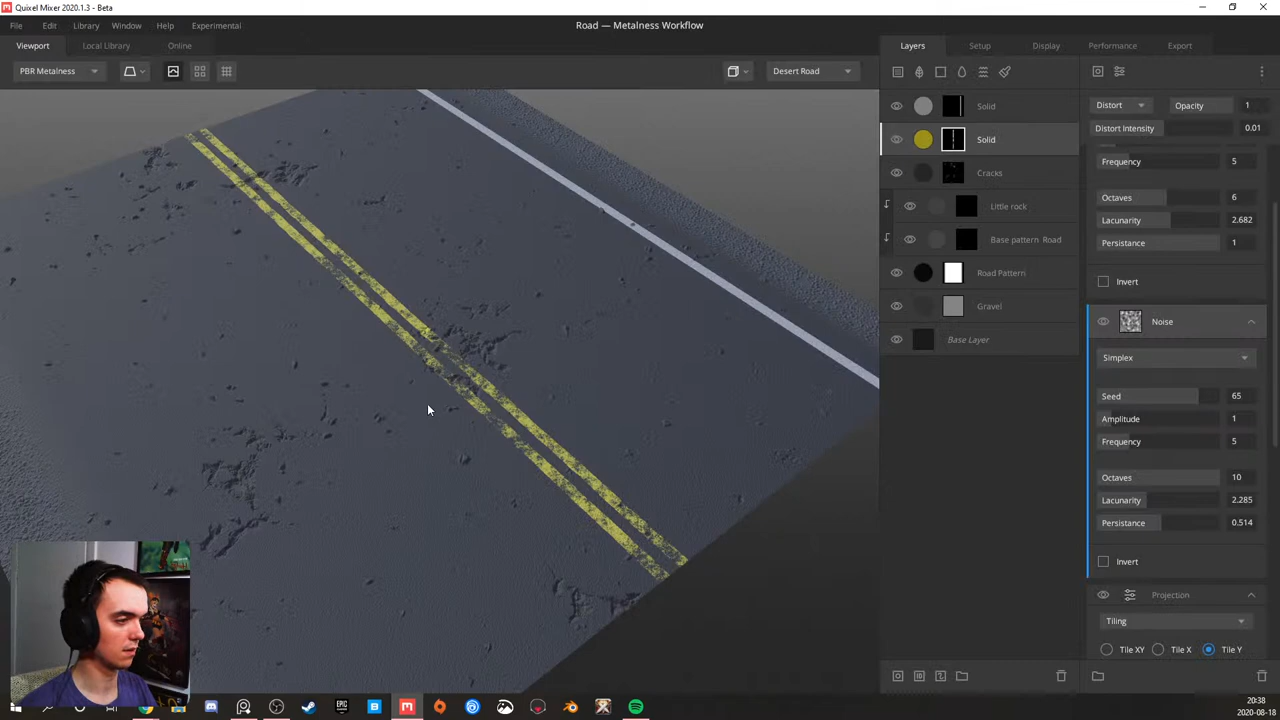 Quixel Mixer 2020.1.3 - Beta
File Edit Library Window Help Experimental
Road — Metalness Workflow
Viewport Local Library Online
Layers Setup Display Performance Export
PBR Metalness
Desert Road
Distort Opacity 1
Distort Intensity 0.01
Frequency 5
Octaves 6
Lacunarity 2.682
Persistance 1
Invert
Solid
Solid
Cracks
Little rock
Base pattern Road
Road Pattern
Gravel
Base Layer
Noise
Simplex
Seed 65
Amplitude 1
Frequency 5
Octaves 10
Lacunarity 2.285
Persistance 0.514
Invert
Projection
Tiling
Tile XY Tile X Tile Y
EPIC
20:38
2020-08-18